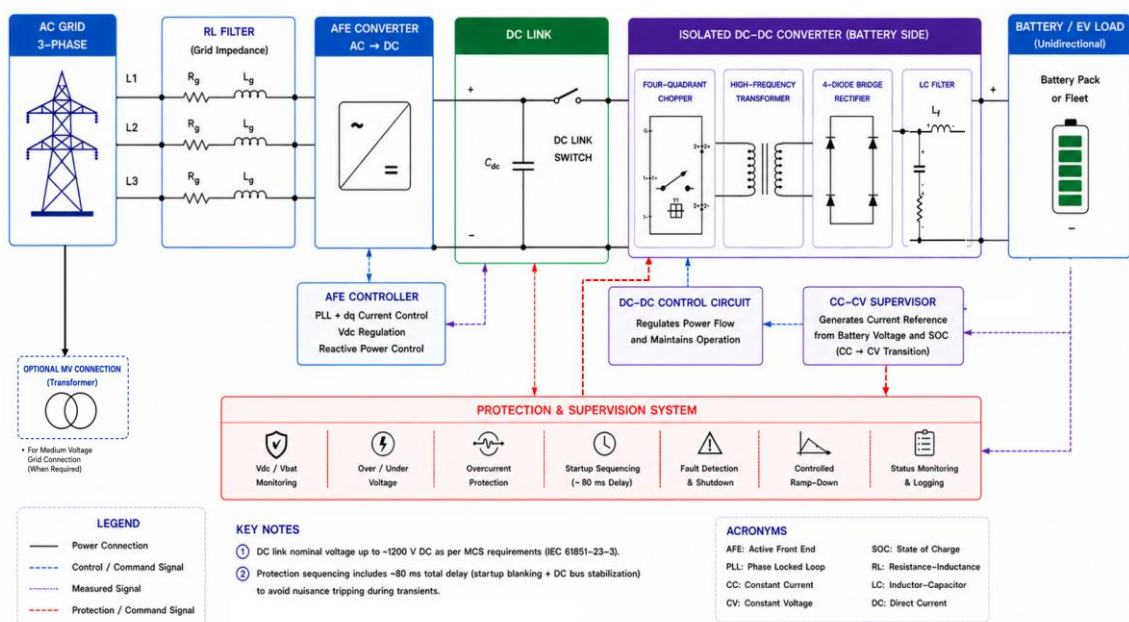 AC GRID
3-PHASE
RL FILTER
(Grid Impedance)
AFE CONVERTER
AC → DC
DC LINK
ISOLATED DC-DC CONVERTER (BATTERY SIDE)
BATTERY / EV LOAD
(Unidirectional)
L1
Rg
Lg
L2
Rg
Lg
L3
Rg
Lg
~
=
+
−
Cdc
DC LINK
SWITCH
FOUR-QUADRANT
CHOPPER
Y1
HIGH-FREQUENCY
TRANSFORMER
4-DIODE BRIDGE
RECTIFIER
LC FILTER
Lf
+
−
Battery Pack
or Fleet
−
AFE CONTROLLER
PLL + dq Current Control
Vdc Regulation
Reactive Power Control
DC-DC CONTROL CIRCUIT
Regulates Power Flow
and Maintains Operation
CC-CV SUPERVISOR
Generates Current Reference
from Battery Voltage and SOC
(CC → CV Transition)
OPTIONAL MV CONNECTION
(Transformer)
• For Medium Voltage
Grid Connection
(When Required)
PROTECTION & SUPERVISION SYSTEM
Vdc / Vbat
Monitoring
Over / Under
Voltage
Overcurrent
Protection
Startup Sequencing
(~ 80 ms Delay)
Fault Detection
& Shutdown
Controlled
Ramp-Down
Status Monitoring
& Logging
LEGEND
Power Connection
Control / Command Signal
Measured Signal
Protection / Command Signal
KEY NOTES
1 DC link nominal voltage up to ~1200 V DC as per MCS requirements (IEC 61851-23-3).
2 Protection sequencing includes ~80 ms total delay (startup blanking + DC bus stabilization)
to avoid nuisance tripping during transients.
ACRONYMS
AFE: Active Front End
PLL: Phase Locked Loop
CC: Constant Current
CV: Constant Voltage
SOC: State of Charge
RL: Resistance-Inductance
LC: Inductor-Capacitor
DC: Direct Current